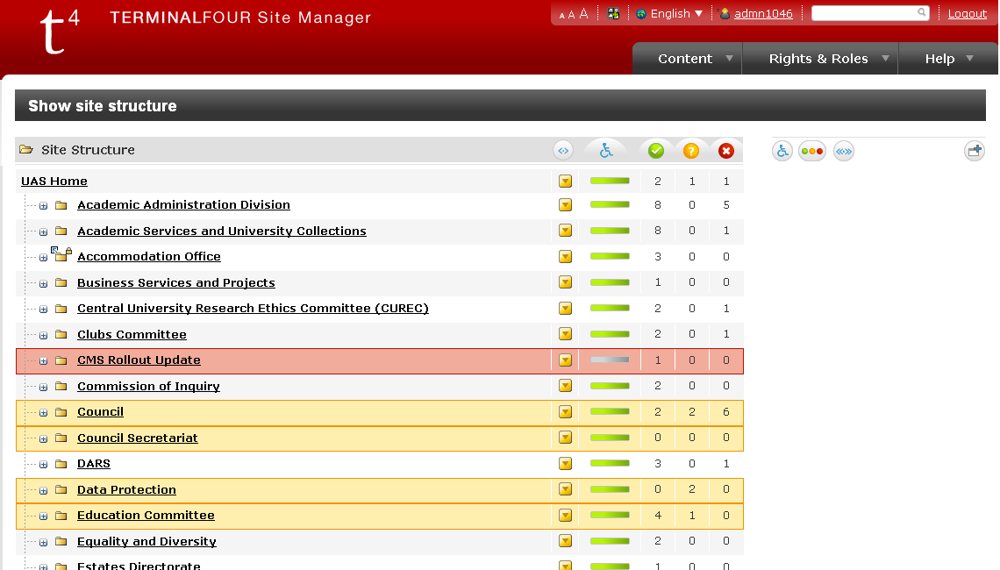 t4 TERMINALFOUR Site Manager
A A A English admn1046 Logout
Content Rights & Roles Help
Show site structure
Site Structure
UAS Home 2 1 1
Academic Administration Division 8 0 5
Academic Services and University Collections 8 0 1
Accommodation Office 3 0 0
Business Services and Projects 1 0 0
Central University Research Ethics Committee (CUREC) 2 0 1
Clubs Committee 2 0 1
CMS Rollout Update 1 0 0
Commission of Inquiry 2 0 0
Council 2 2 6
Council Secretariat 0 0 0
DARS 3 0 1
Data Protection 0 2 0
Education Committee 4 1 0
Equality and Diversity 2 0 0
Estates Directorate 1 0 0